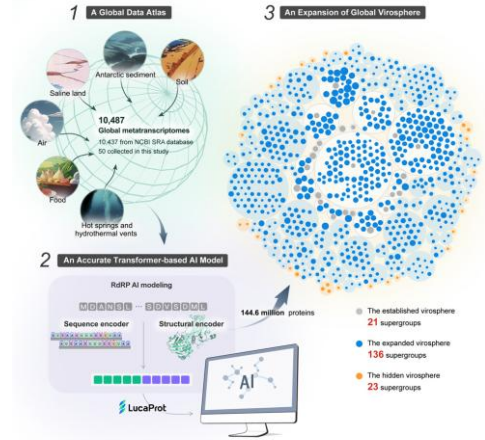 1 A Global Data Atlas
Antarctic sediment
Soil
Saline land
10,487
Global metatranscriptomes
10,437 from NCBI SRA database
50 collected in this study
Air
Food
Hot springs and
hydrothermal vents
2 An Accurate Transformer-based AI Model
RdRP AI modeling
M D A N S L ... S D V S D M L
Sequence encoder
Structural encoder
LucaProt
AI
144.6 million proteins
3 An Expansion of Global Virosphere
The established virosphere
21 supergroups
The expanded virosphere
136 supergroups
The hidden virosphere
23 supergroups